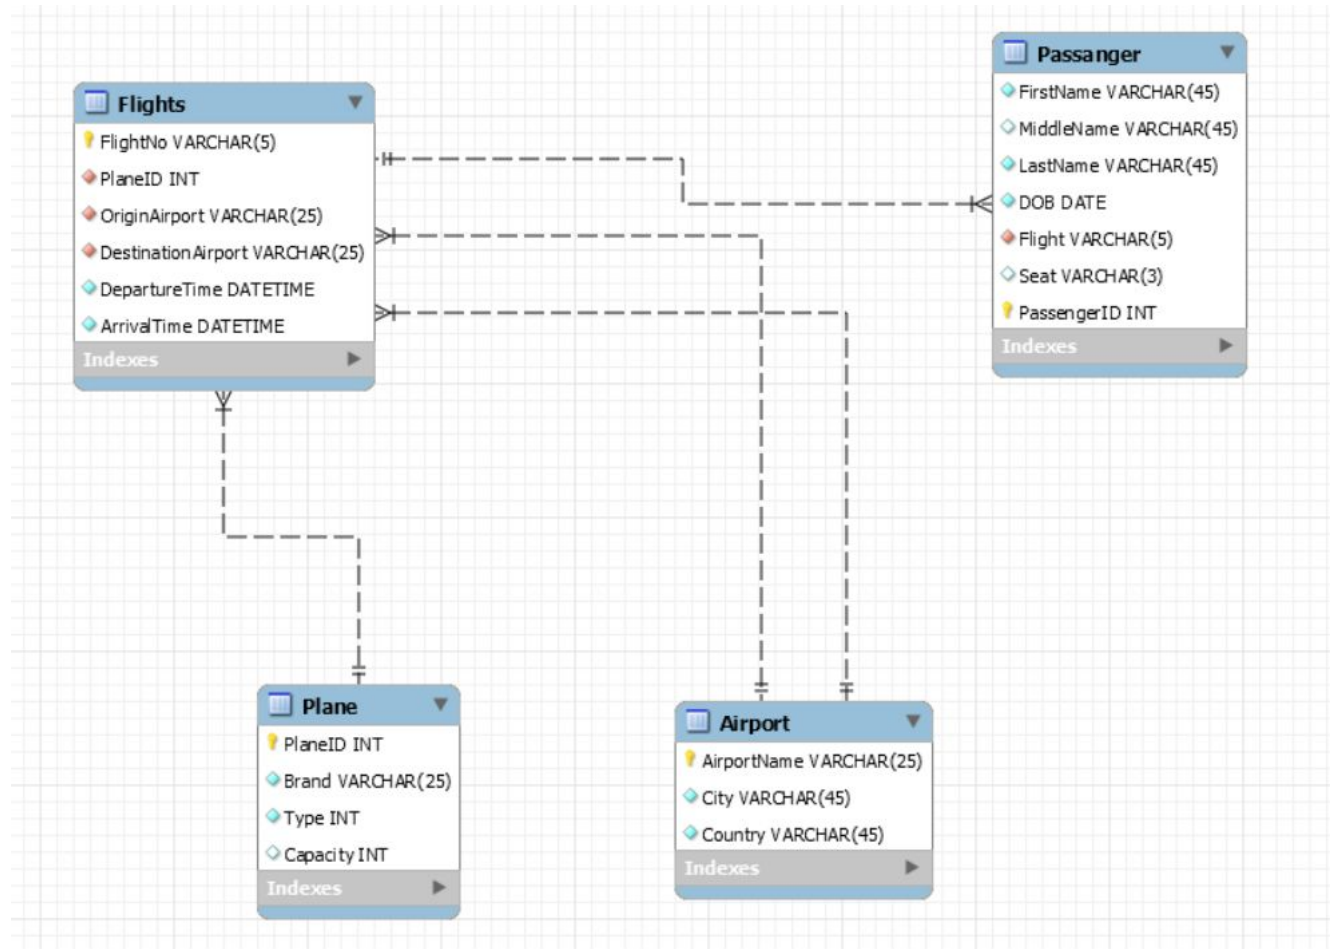 Flights
FlightNo VARCHAR(5)
PlaneID INT
OriginAirport VARCHAR(25)
DestinationAirport VARCHAR(25)
DepartureTime DATETIME
ArrivalTime DATETIME
Indexes
Passanger
FirstName VARCHAR(45)
MiddleName VARCHAR(45)
LastName VARCHAR(45)
DOB DATE
Flight VARCHAR(5)
Seat VARCHAR(3)
PassengerID INT
Indexes
Plane
PlaneID INT
Brand VARCHAR(25)
Type INT
Capacity INT
Indexes
Airport
AirportName VARCHAR(25)
City VARCHAR(45)
Country VARCHAR(45)
Indexes